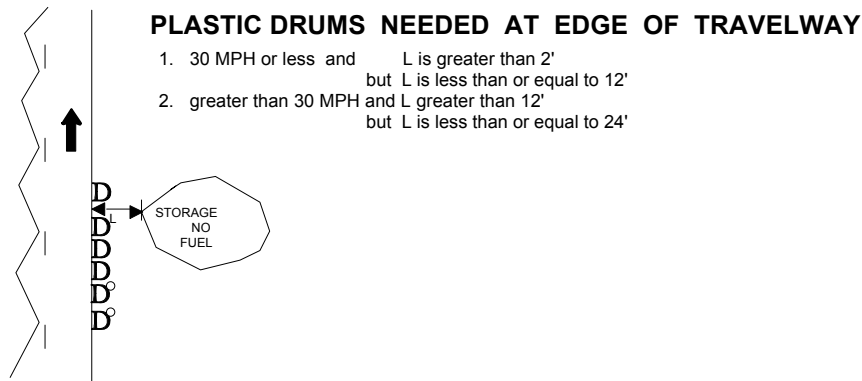 PLASTIC DRUMS NEEDED AT EDGE OF TRAVELWAY
1. 30 MPH or less and L is greater than 2'
but L is less than or equal to 12'
2. greater than 30 MPH and L greater than 12'
but L is less than or equal to 24'
D
L
STORAGE
NO
FUEL
D
D
D
D
D